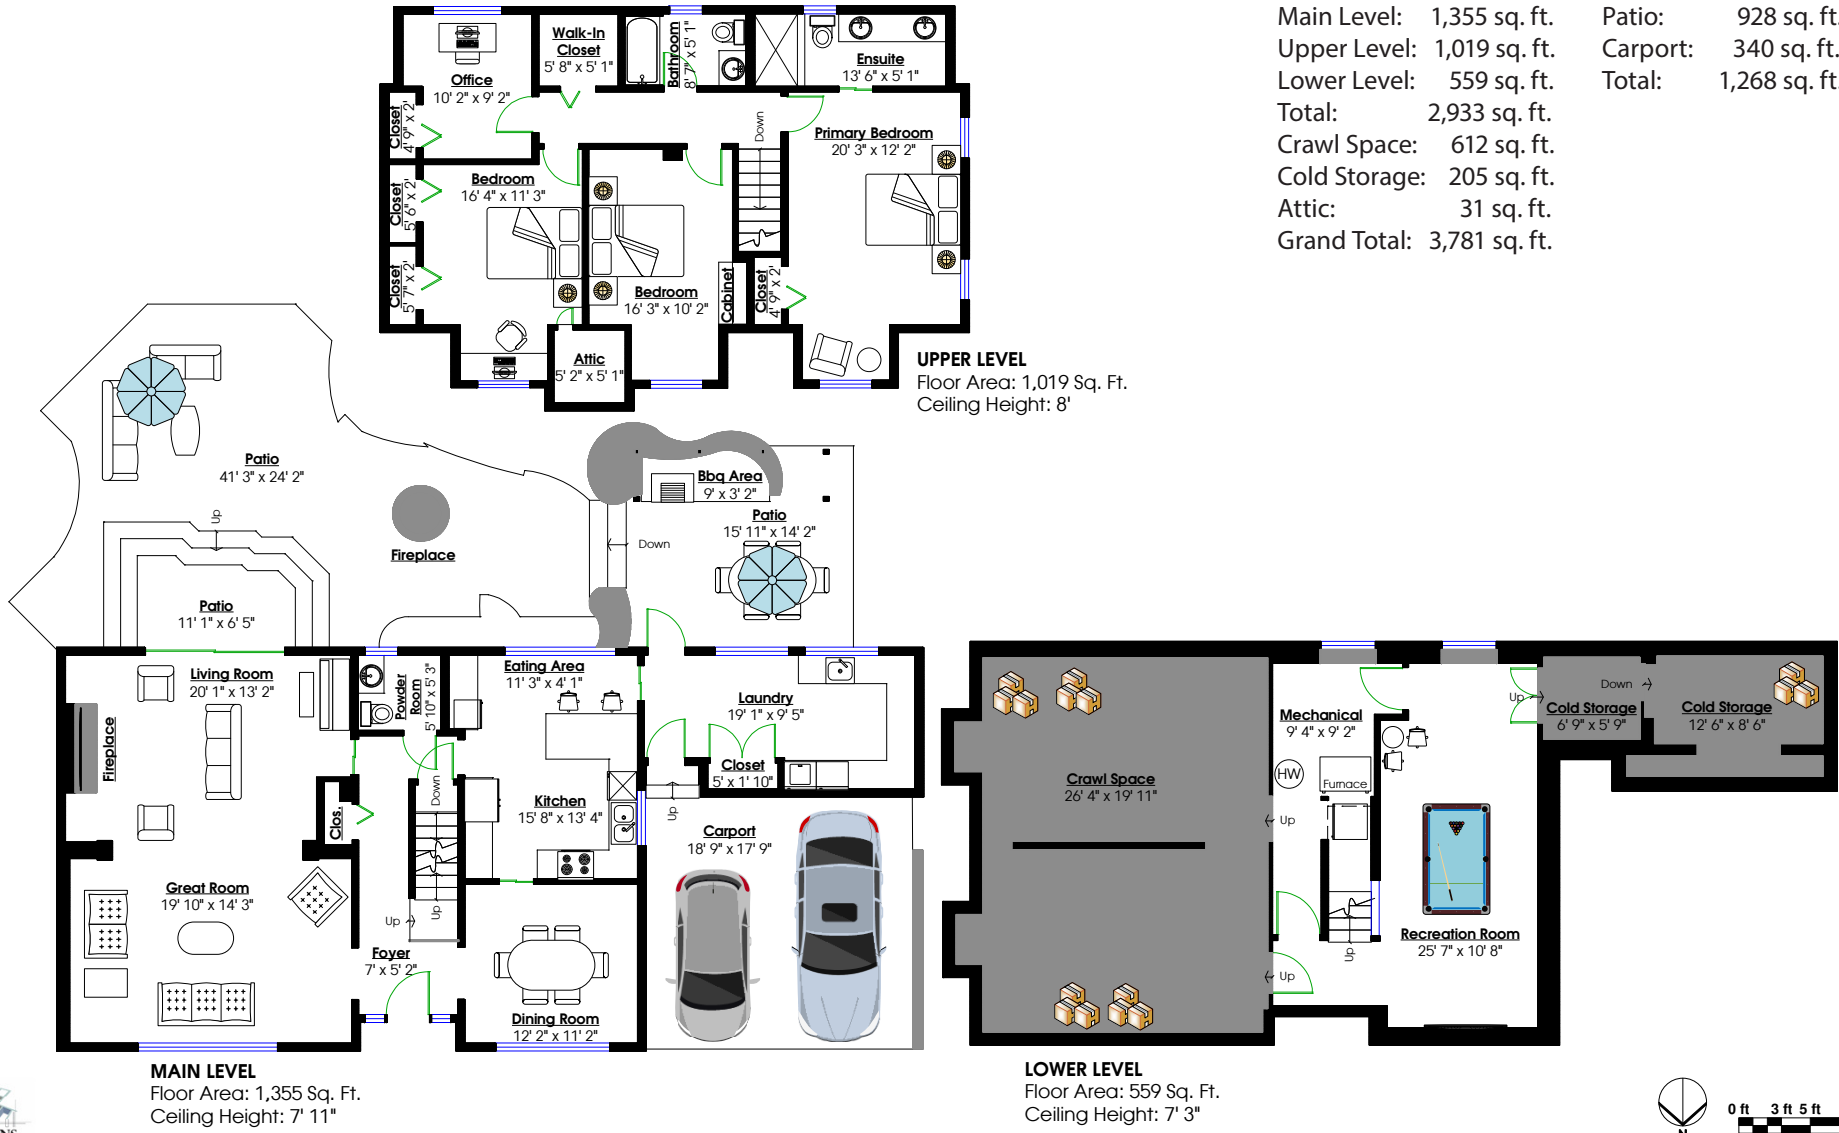 Main Level: 1,355 sq. ft. Patio: 928 sq. ft.
Upper Level: 1,019 sq. ft. Carport: 340 sq. ft.
Lower Level: 559 sq. ft. Total: 1,268 sq. ft.
Total: 2,933 sq. ft.
Crawl Space: 612 sq. ft.
Cold Storage: 205 sq. ft.
Attic: 31 sq. ft.
Grand Total: 3,781 sq. ft.
Office
10' 2" x 9' 2"
Walk-In
Closet
5' 8" x 5' 1"
Bathroom
8' 7" x 5' 1"
Ensuite
13' 6" x 5' 1"
Closet
4' 9" x 2'
Down
Primary Bedroom
20' 3" x 12' 2"
Bedroom
16' 4" x 11' 3"
Closet
5' 6" x 2'
Closet
5' 7" x 2'
Bedroom
16' 3" x 10' 2"
Cabinet
Closet
4' 9" x 2'
Attic
5' 2" x 5' 1"
UPPER LEVEL
Floor Area: 1,019 Sq. Ft.
Ceiling Height: 8'
Patio
41' 3" x 24' 2"
Up
Fireplace
Bbq Area
9' x 3' 2"
Patio
15' 11" x 14' 2"
Down
Patio
11' 1" x 6' 5"
Living Room
20' 1" x 13' 2"
Powder
Room
5' 10" x 5' 3"
Eating Area
11' 3" x 4' 1"
Laundry
19' 1" x 9' 5"
Fireplace
Closet
5' x 1' 10"
Down
Clos.
Kitchen
15' 8" x 13' 4"
Up
Carport
18' 9" x 17' 9"
Great Room
19' 10" x 14' 3"
Up
Up
Foyer
7' x 5' 2"
Dining Room
12' 2" x 11' 2"
MAIN LEVEL
Floor Area: 1,355 Sq. Ft.
Ceiling Height: 7' 11"
Up
Down
Cold Storage
6' 9" x 5' 9"
Cold Storage
12' 6" x 8' 6"
Mechanical
9' 4" x 9' 2"
HW
Furnace
Crawl Space
26' 4" x 19' 11"
Up
Recreation Room
25' 7" x 10' 8"
Up
Up
LOWER LEVEL
Floor Area: 559 Sq. Ft.
Ceiling Height: 7' 3"
N
0 ft 3 ft 5 ft